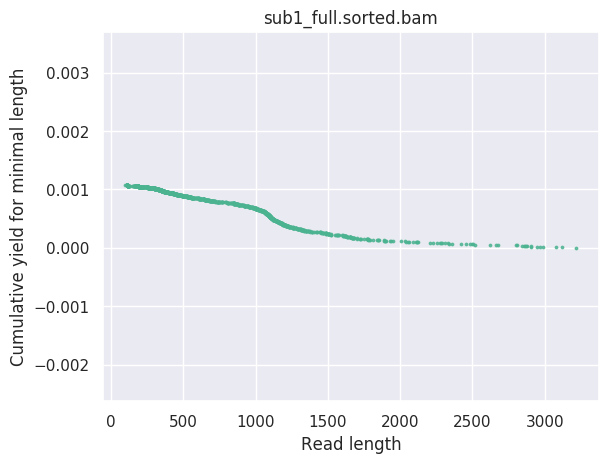 sub1_full.sorted.bam
Cumulative yield for minimal length
0.003
0.002
0.001
0.000
−0.001
−0.002
0 500 1000 1500 2000 2500 3000
Read length